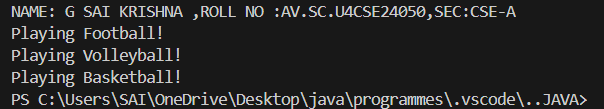 NAME: G SAI KRISHNA ,ROLL NO :AV.SC.U4CSE24050,SEC:CSE-A
Playing Football!
Playing Volleyball!
Playing Basketball!
PS C:\Users\SAI\OneDrive\Desktop\java\programmes\.vscode\..JAVA>